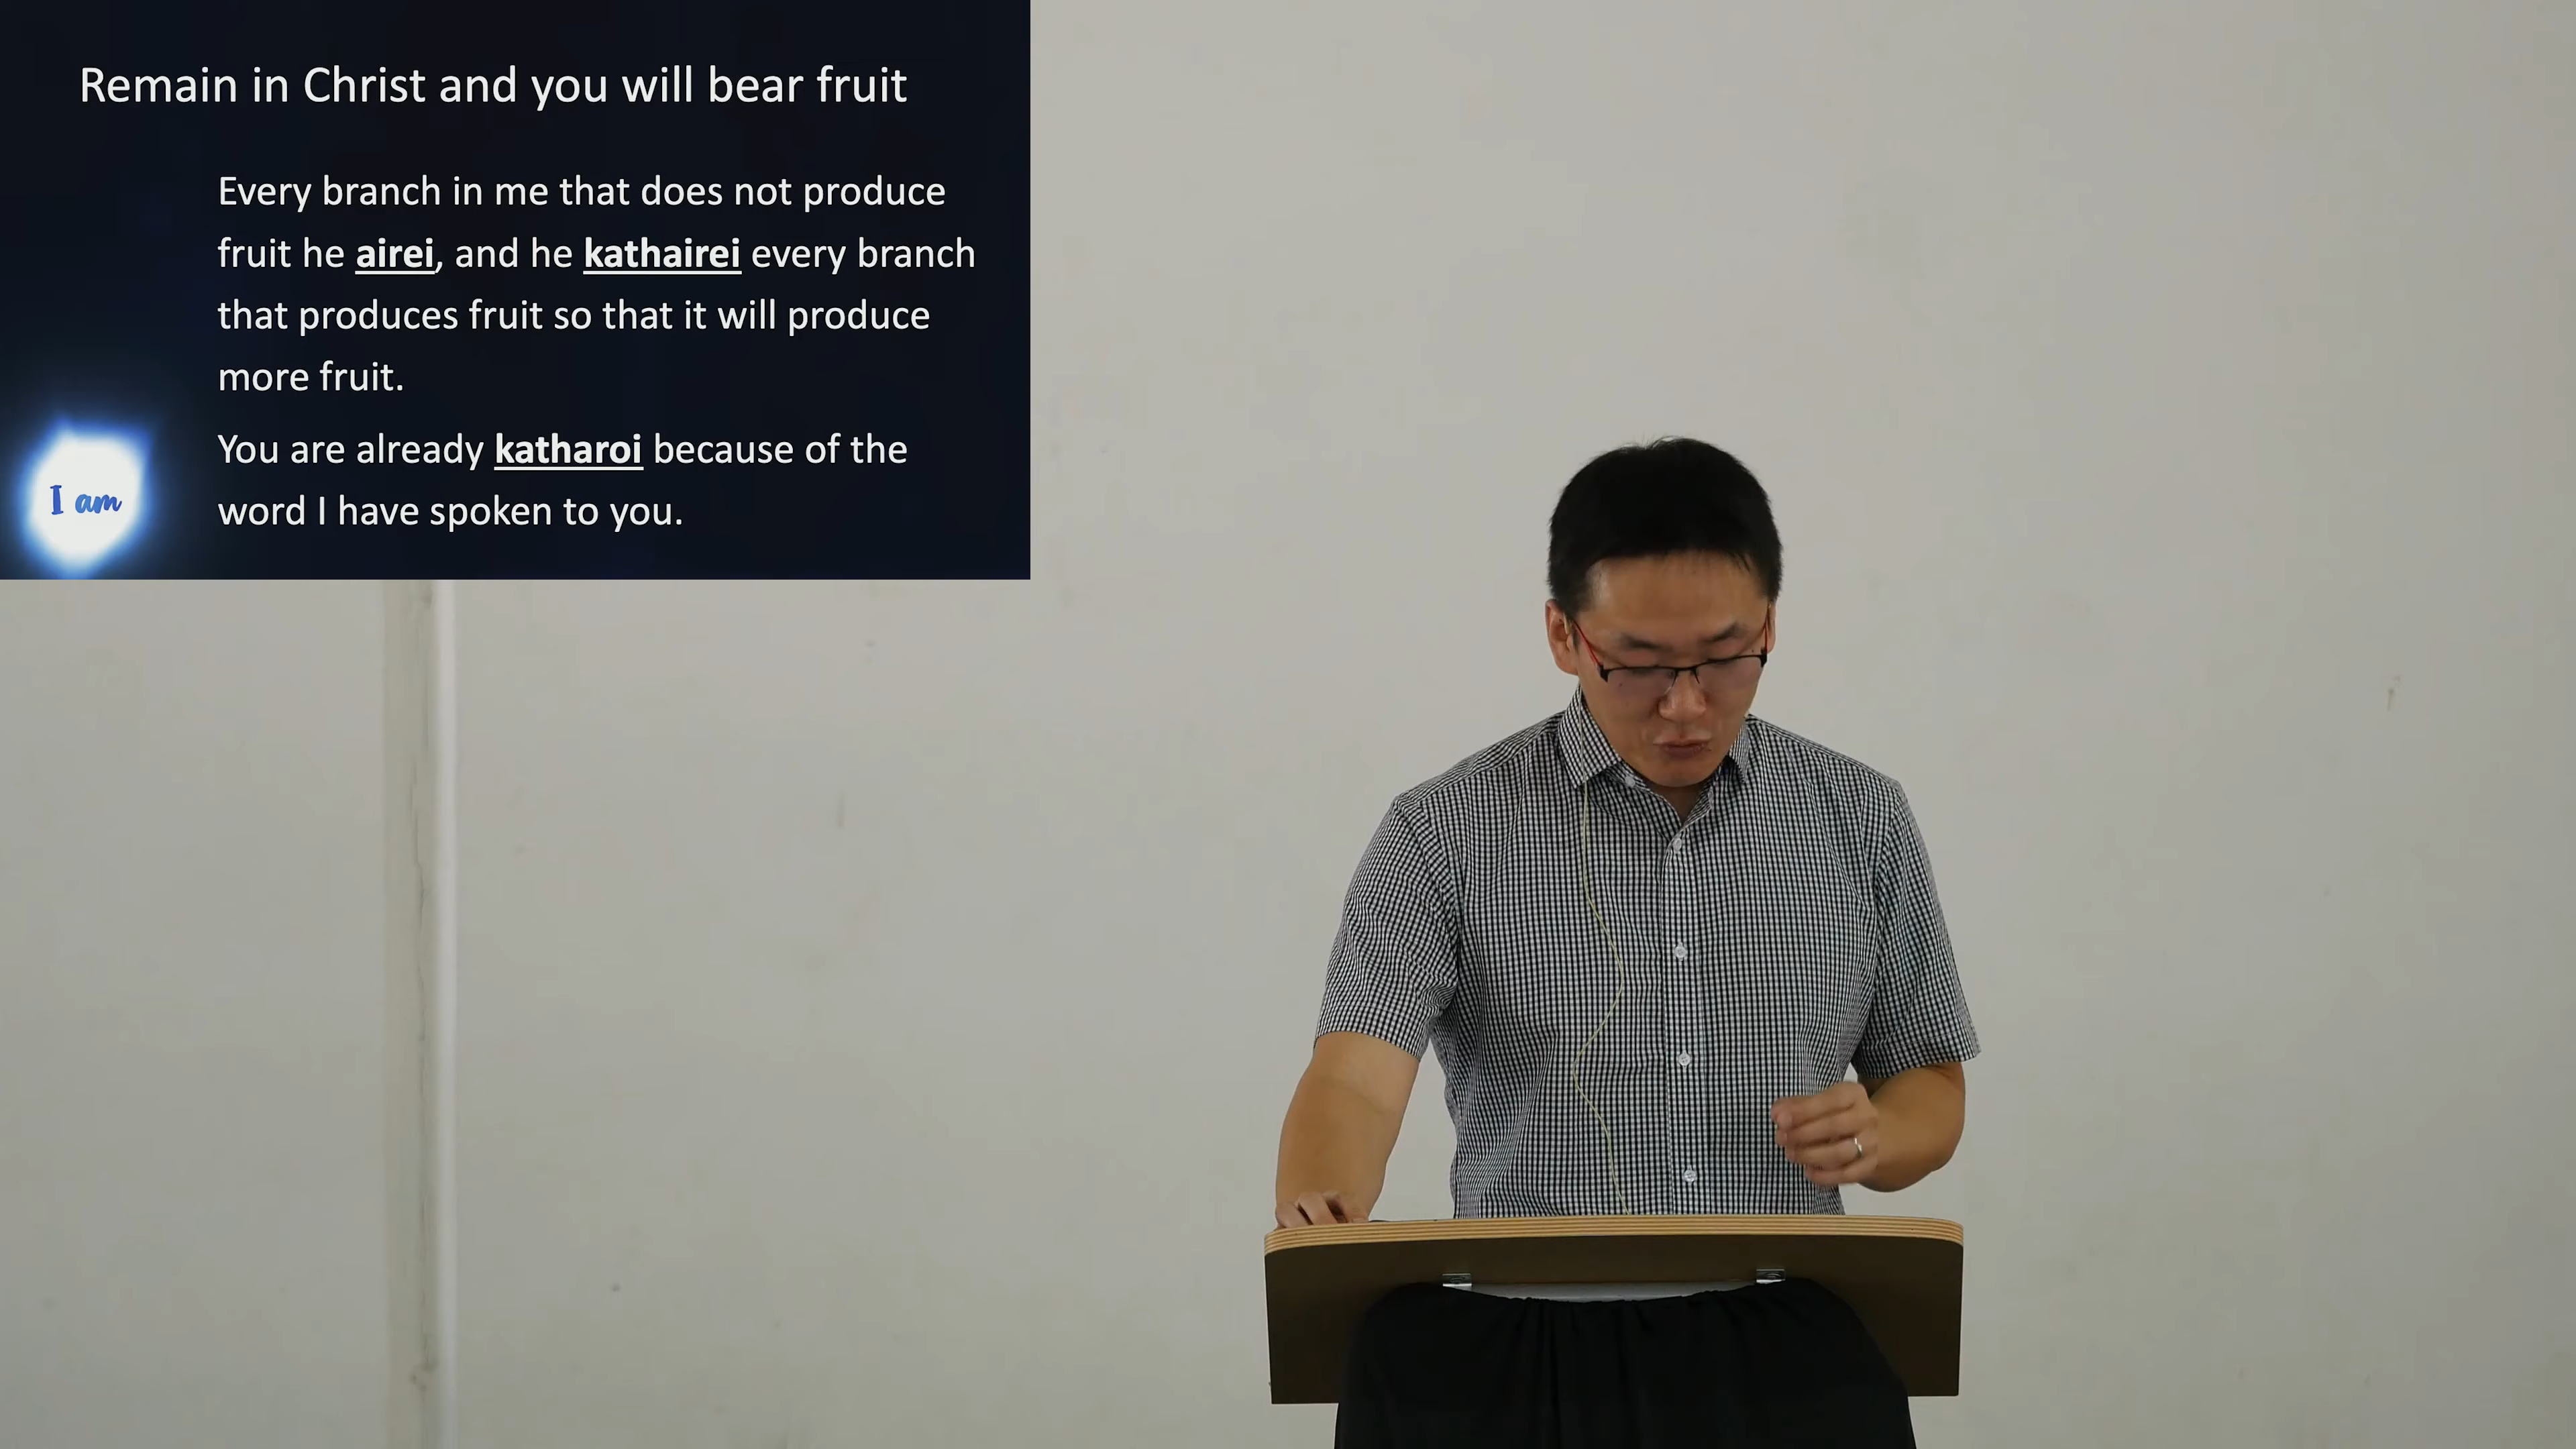 Remain in Christ and you will bear fruit
Every branch in me that does not produce
fruit he airei, and he kathairei every branch
that produces fruit so that it will produce
more fruit.
You are already katharoi because of the
word I have spoken to you.
I am